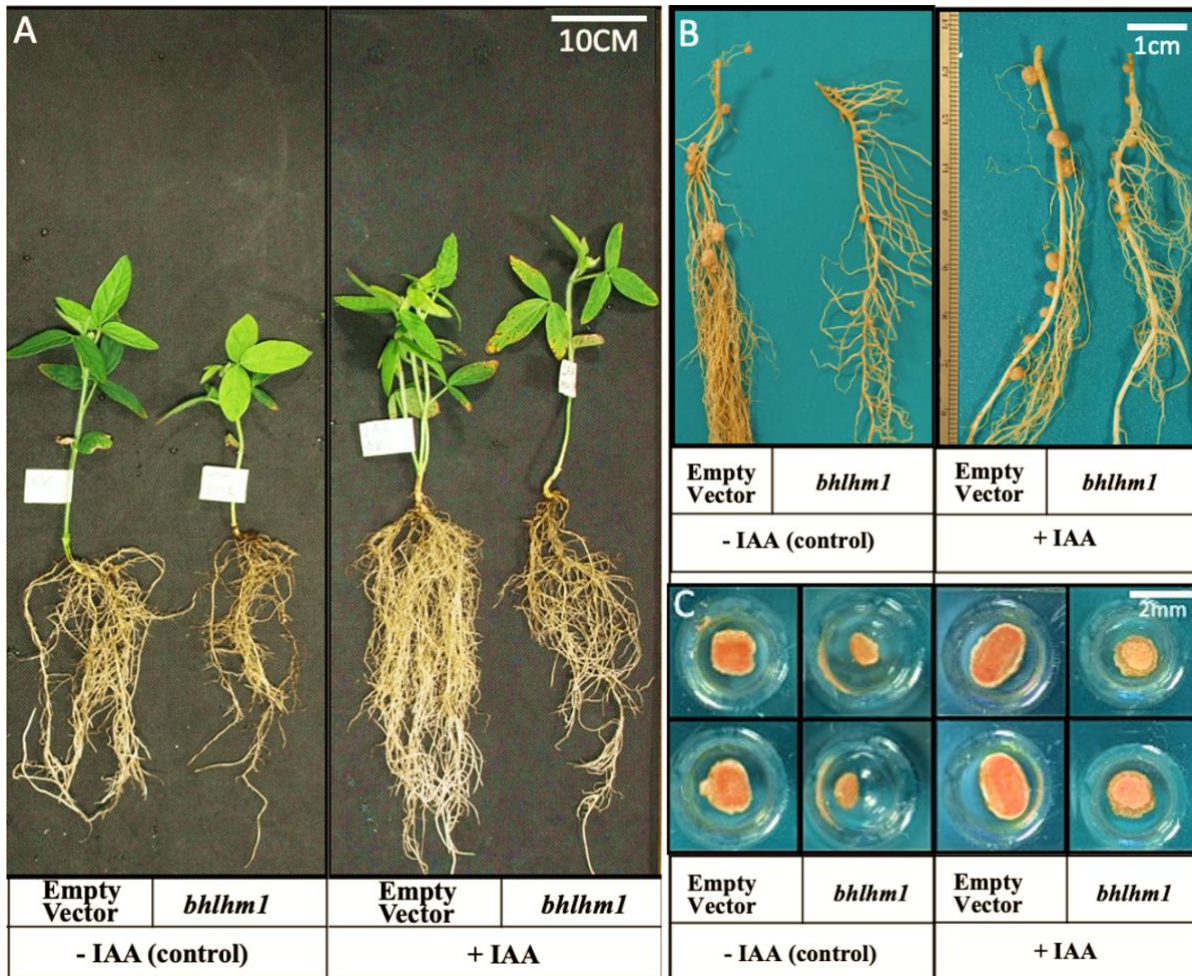 A
10CM
Empty
Vector
bhlhm1
Empty
Vector
bhlhm1
- IAA (control)
+ IAA
B
1cm
Empty
Vector
bhlhm1
Empty
Vector
bhlhm1
- IAA (control)
+ IAA
C
2mm
Empty
Vector
bhlhm1
Empty
Vector
bhlhm1
- IAA (control)
+ IAA